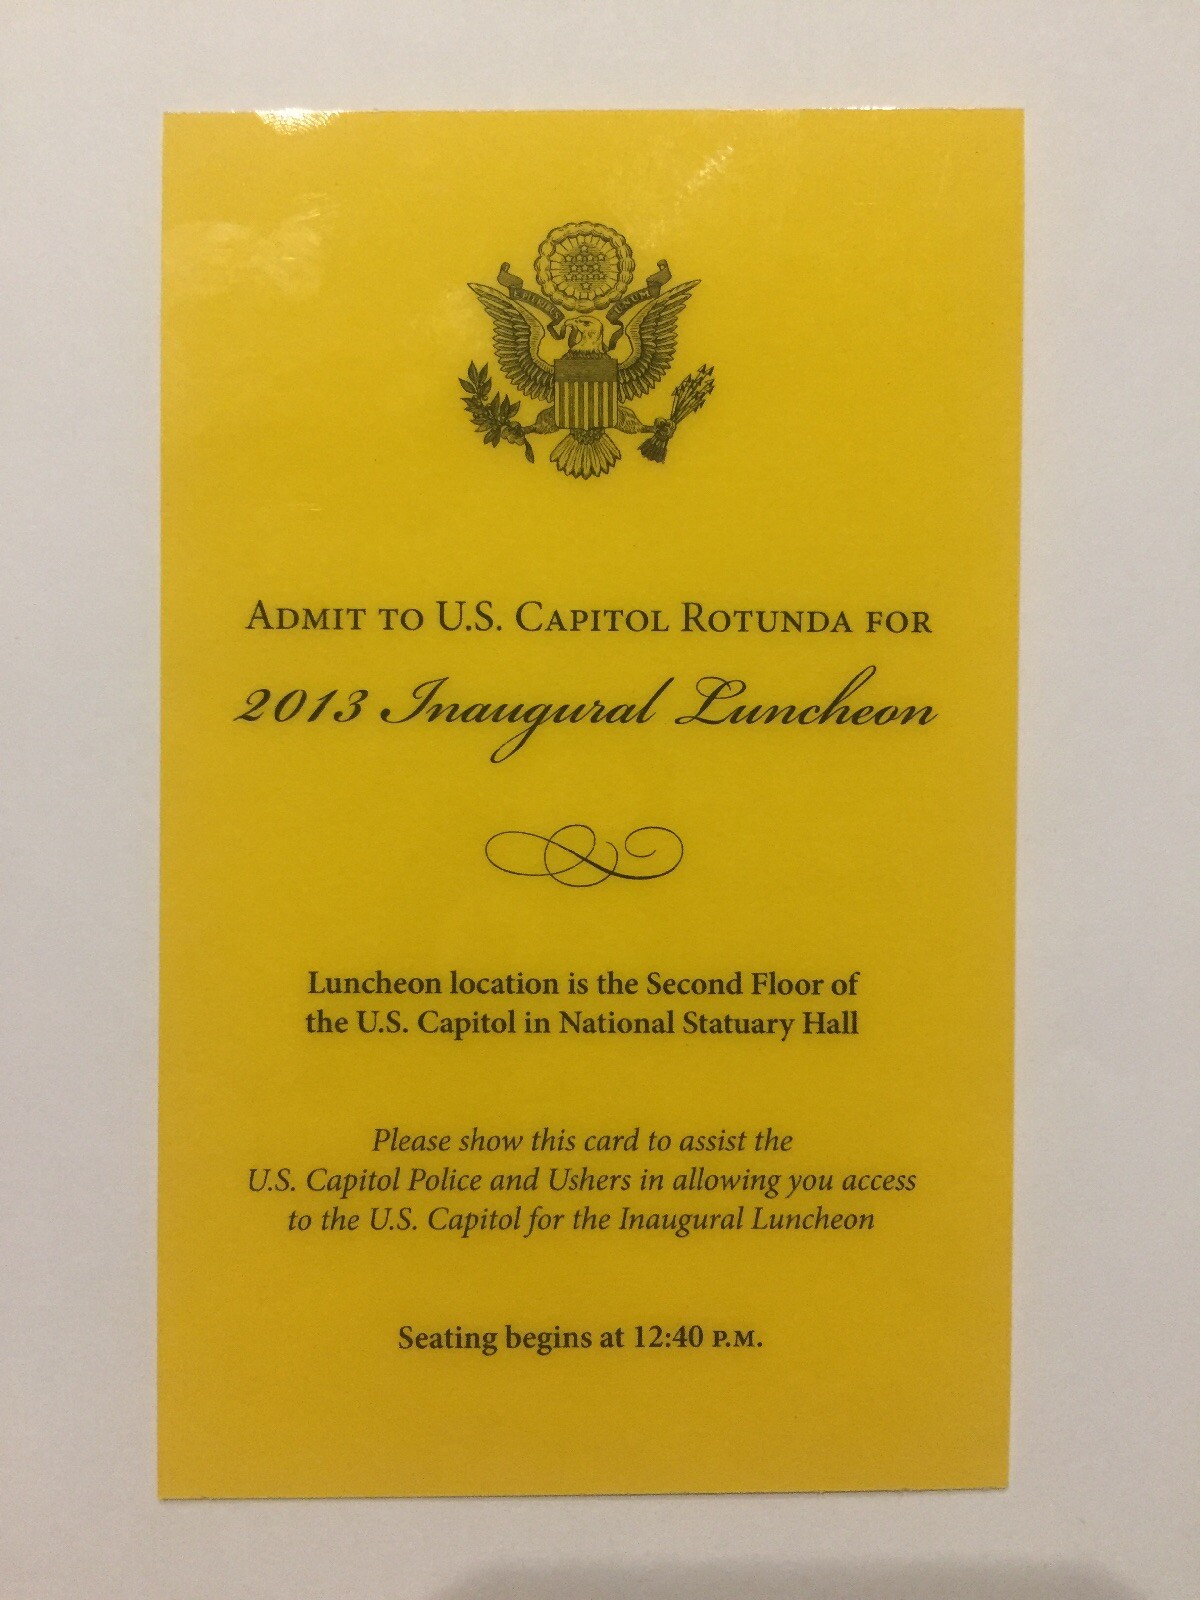 PLURIBUS UNUM
ADMIT TO U.S. CAPITOL ROTUNDA FOR
2013 Inaugural Luncheon
Luncheon location is the Second Floor of
the U.S. Capitol in National Statuary Hall
Please show this card to assist the
U.S. Capitol Police and Ushers in allowing you access
to the U.S. Capitol for the Inaugural Luncheon
Seating begins at 12:40 P.M.